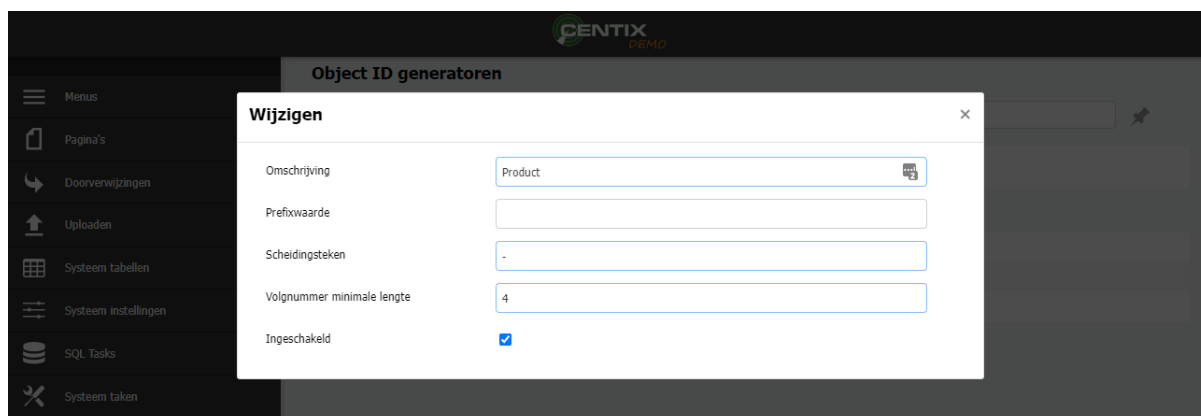 CENTIX
DEMO
Object ID generatoren
Menus
Pagina's
Doorverwijzingen
Uploaden
Systeem tabellen
Systeem instellingen
SQL Tasks
Systeem taken
Wijzigen
×
Omschrijving
Product
2
Prefixwaarde
Scheidingsteken
-
Volgnummer minimale lengte
4
Ingeschakeld